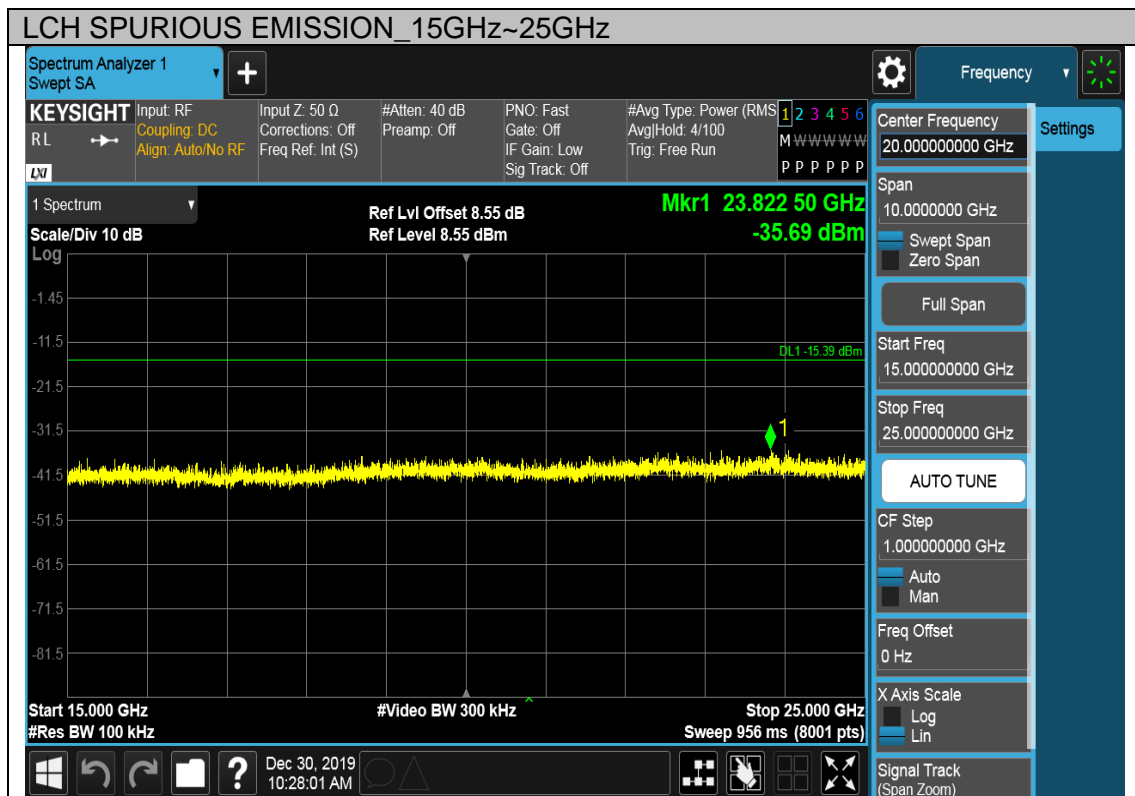 LCH SPURIOUS EMISSION_15GHz~25GHz
Spectrum Analyzer 1
Swept SA
+
Frequency
KEYSIGHT
RL
LXI
Input: RF
Coupling: DC
Align: Auto/No RF
Input Z: 50 Ω
Corrections: Off
Freq Ref: Int (S)
#Atten: 40 dB
Preamp: Off
PNO: Fast
Gate: Off
IF Gain: Low
Sig Track: Off
#Avg Type: Power (RMS
Avg|Hold: 4/100
Trig: Free Run
1 2 3 4 5 6
M W W W W W
P P P P P P
1 Spectrum
Scale/Div 10 dB
Log
Ref Lvl Offset 8.55 dB
Ref Level 8.55 dBm
Mkr1 23.822 50 GHz
-35.69 dBm
-1.45
-11.5
DL1 -15.39 dBm
-21.5
-31.5
1
-41.5
-51.5
-61.5
-71.5
-81.5
Start 15.000 GHz
#Video BW 300 kHz
Stop 25.000 GHz
#Res BW 100 kHz
Sweep 956 ms (8001 pts)
Dec 30, 2019
10:28:01 AM
?
Center Frequency
20.000000000 GHz
Settings
Span
10.0000000 GHz
Swept Span
Zero Span
Full Span
Start Freq
15.000000000 GHz
Stop Freq
25.000000000 GHz
AUTO TUNE
CF Step
1.000000000 GHz
Auto
Man
Freq Offset
0 Hz
X Axis Scale
Log
Lin
Signal Track
(Span Zoom)